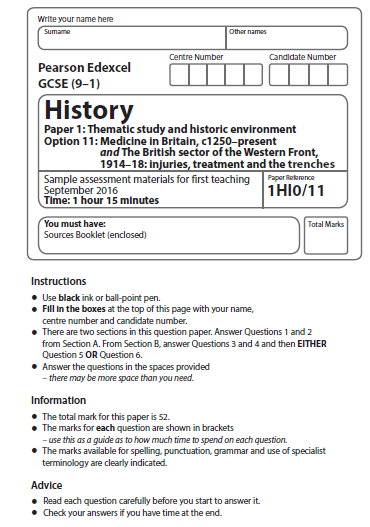 Write your name here
Surname
Other names
Pearson Edexcel
GCSE (9–1)
Centre Number
Candidate Number
History
Paper 1: Thematic study and historic environment
Option 11: Medicine in Britain, c1250–present
and The British sector of the Western Front,
1914–18: injuries, treatment and the trenches
Sample assessment materials for first teaching
September 2016
Time: 1 hour 15 minutes
Paper Reference
1HI0/11
You must have:
Sources Booklet (enclosed)
Total Marks
Instructions
● Use black ink or ball-point pen.
● Fill in the boxes at the top of this page with your name,
centre number and candidate number.
● There are two sections in this question paper. Answer Questions 1 and 2
from Section A. From Section B, answer Questions 3 and 4 and then EITHER
Question 5 OR Question 6.
● Answer the questions in the spaces provided
– there may be more space than you need.
Information
● The total mark for this paper is 52.
● The marks for each question are shown in brackets
– use this as a guide as to how much time to spend on each question.
● The marks available for spelling, punctuation, grammar and use of specialist
terminology are clearly indicated.
Advice
● Read each question carefully before you start to answer it.
● Check your answers if you have time at the end.